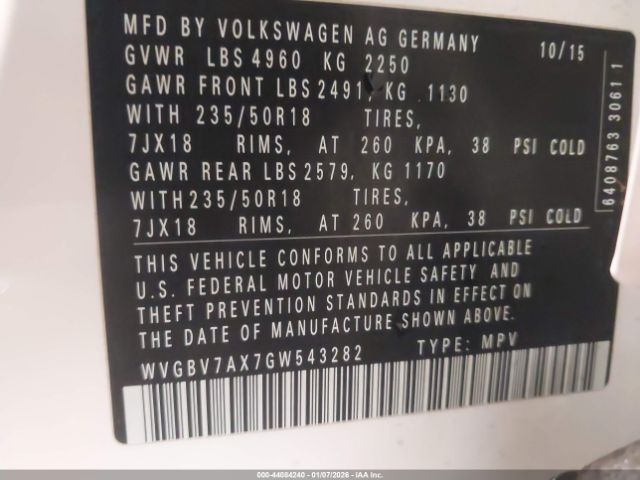 MFD BY VOLKSWAGEN AG GERMANY 10/15
GVWR LBS 4960 KG 2250
GAWR FRONT LBS 2491, KG 1130
WITH 235/50R18 TIRES,
7JX18 RIMS, AT 260 KPA, 38 PSI COLD
GAWR REAR LBS 2579, KG 1170
WITH 235/50R18 TIRES,
7JX18 RIMS, AT 260 KPA, 38 PSI COLD
THIS VEHICLE CONFORMS TO ALL APPLICABLE
U.S. FEDERAL MOTOR VEHICLE SAFETY AND
THEFT PREVENTION STANDARDS IN EFFECT ON
THE DATE OF MANUFACTURE SHOWN ABOVE.
WVGBV7AX7GW543282 TYPE: MPV
6408763 3061 1
000-44084240 - 01/07/2026 - IAA Inc.